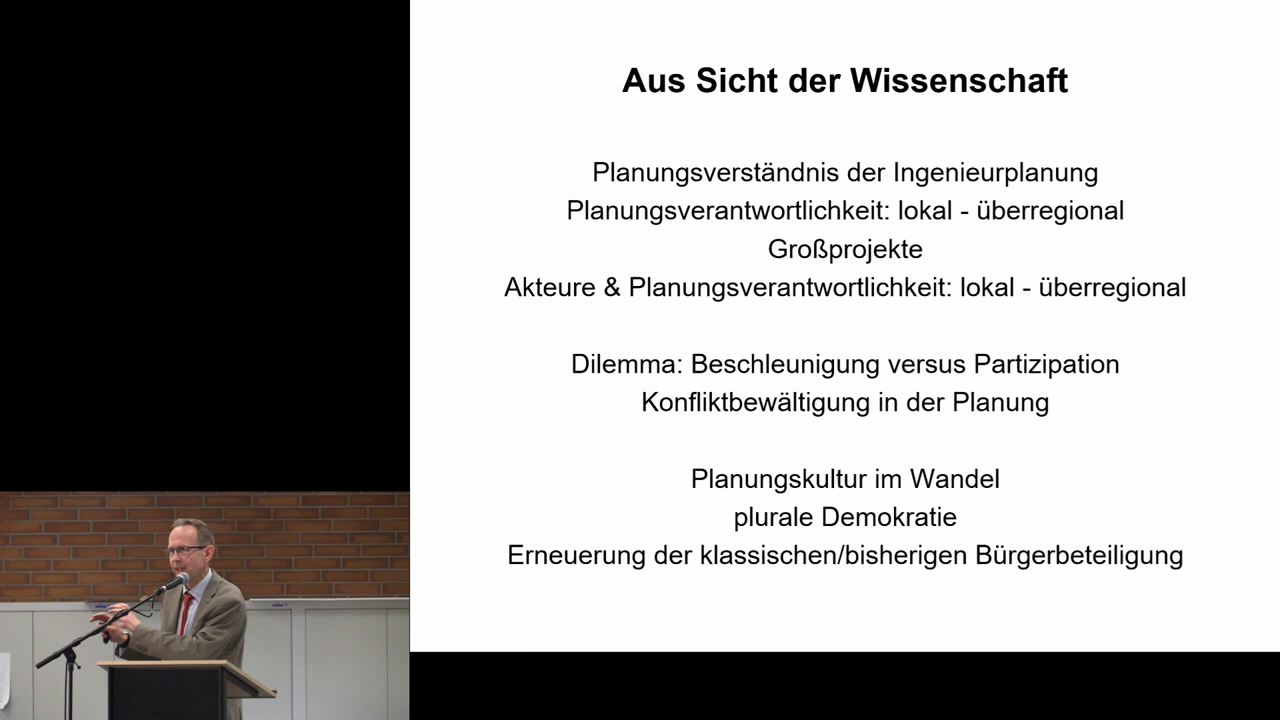 Aus Sicht der Wissenschaft
Planungsverständnis der Ingenieurplanung
Planungsverantwortlichkeit: lokal - überregional
Großprojekte
Akteure & Planungsverantwortlichkeit: lokal - überregional
Dilemma: Beschleunigung versus Partizipation
Konfliktbewältigung in der Planung
Planungskultur im Wandel
plurale Demokratie
Erneuerung der klassischen/bisherigen Bürgerbeteiligung